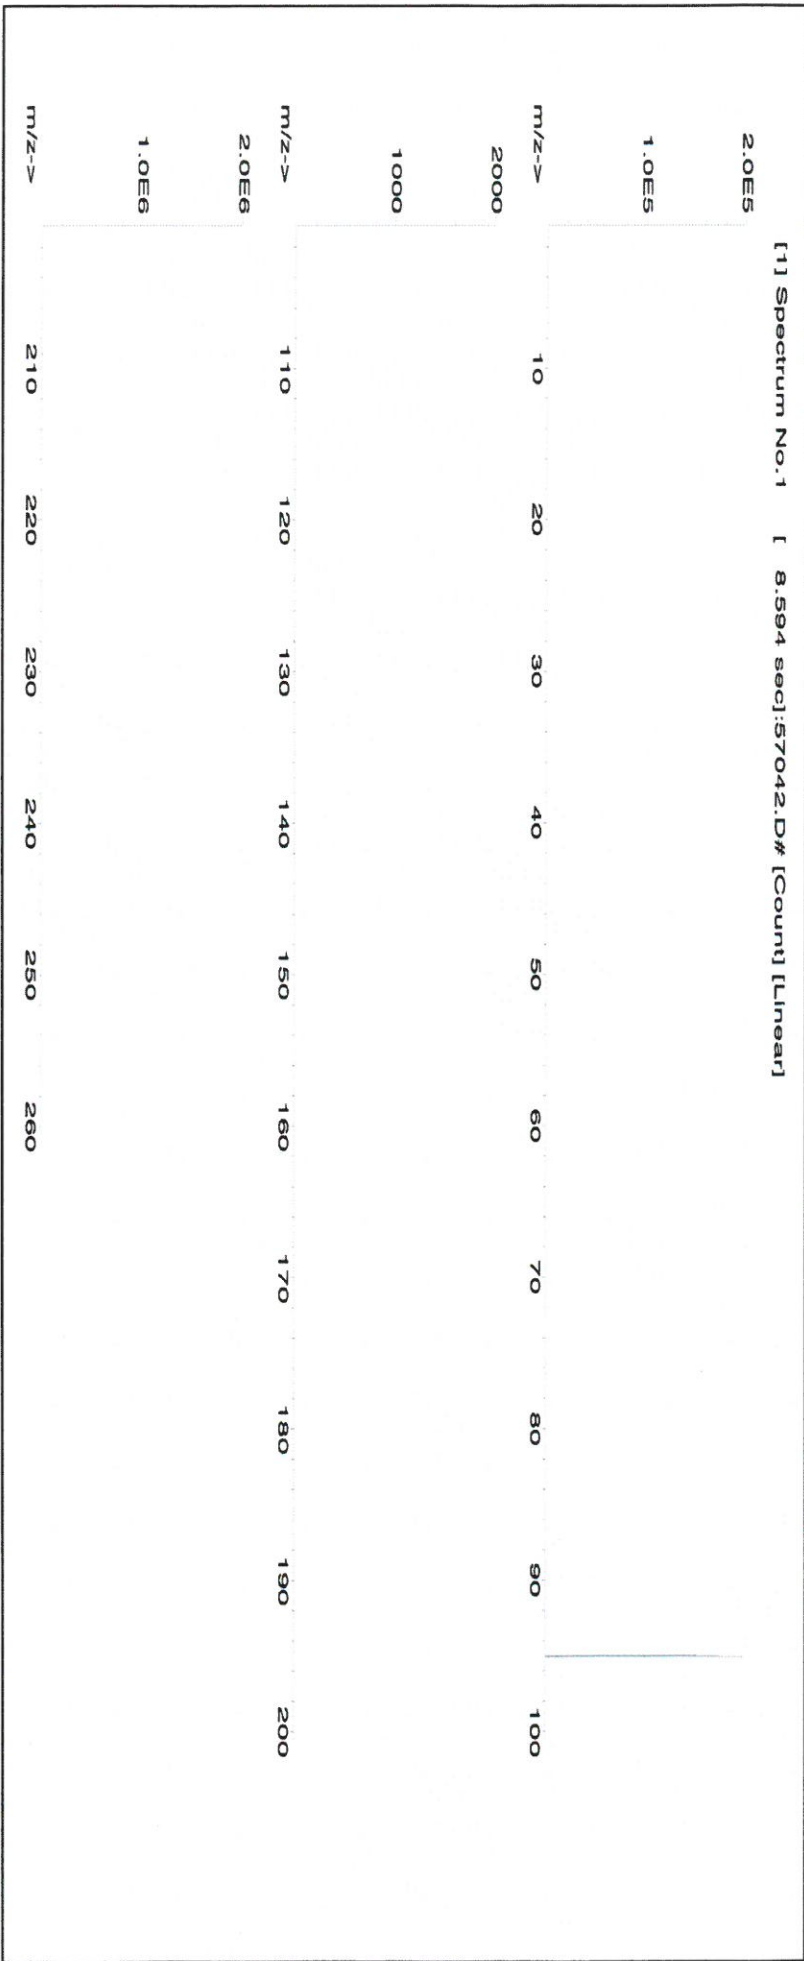 [1] Spectrum No.1 [ 8.594 sec]:57042.D# [Count] [Linear]
2.0E5
1.0E5
m/z-> 10 20 30 40 50 60 70 80 90 100
2000
1000
m/z-> 110 120 130 140 150 160 170 180 190 200
2.0E6
1.0E6
m/z-> 210 220 230 240 250 260